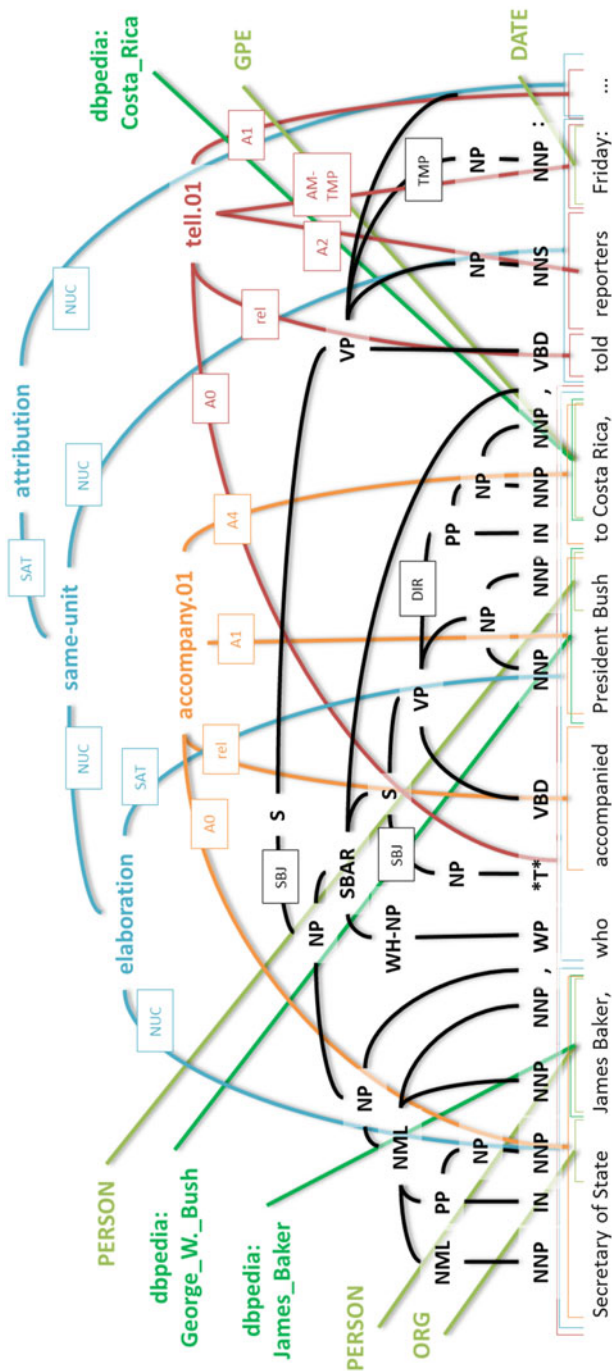 attribution
dbpedia:
Costa_Rica
SAT
NUC
GPE
same-unit
NUC
NUC
A1
tell.01
elaboration
SAT
rel
AM-
TMP
A2
DATE
accompany.01
A0
PERSON
NUC
A0
rel
A1
A4
dbpedia:
George_W._Bush
SBJ
S
VP
TMP
dbpedia:
James_Baker
NP
SBAR
SBJ
S
VP
DIR
NP
NP
PERSON
NP
WH-NP
NP
NP
PP
NP
ORG
NML
NML
PP
NP
NNP
IN
NNP
NNP
NNP
,
WP
*T*
VBD
NNP
NNP
IN
NNP
NNP
,
VBD
NNS
NNP
:
Secretary of State
James Baker,
who
accompanied
President Bush
to Costa Rica,
told
reporters
Friday:
...